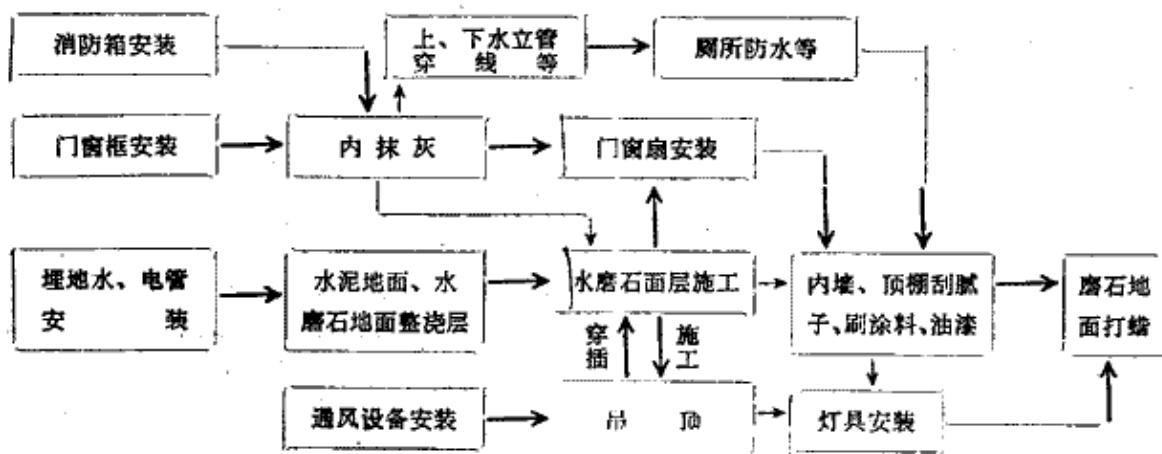 消防箱安装
上、下水立管
穿线等
厕所防水等
门窗框安装
内抹灰
门窗扇安装
埋地水、电管
安装
水泥地面、水
磨石地面整浇层
水磨石面层施工
内墙、顶棚刮腻
子、刷涂料、油漆
磨石地
面打蜡
穿插
施工
通风设备安装
吊顶
灯具安装